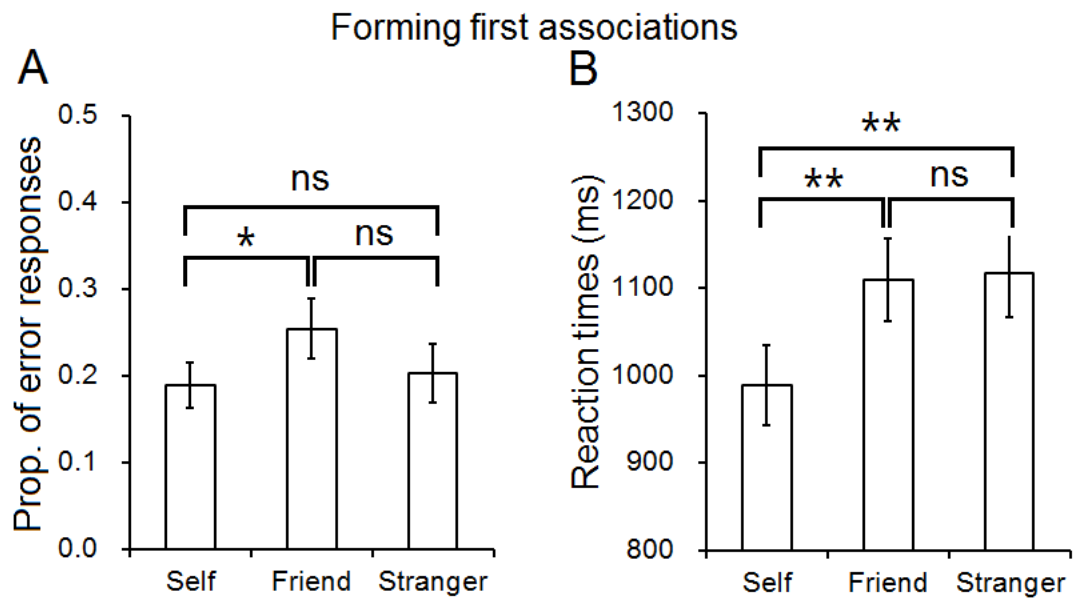 Forming first associations
A
Prop. of error responses
0.5
0.4
0.3
0.2
0.1
0.0
ns
*
ns
Self Friend Stranger
B
Reaction times (ms)
1300
1200
1100
1000
900
800
**
**
ns
Self Friend Stranger